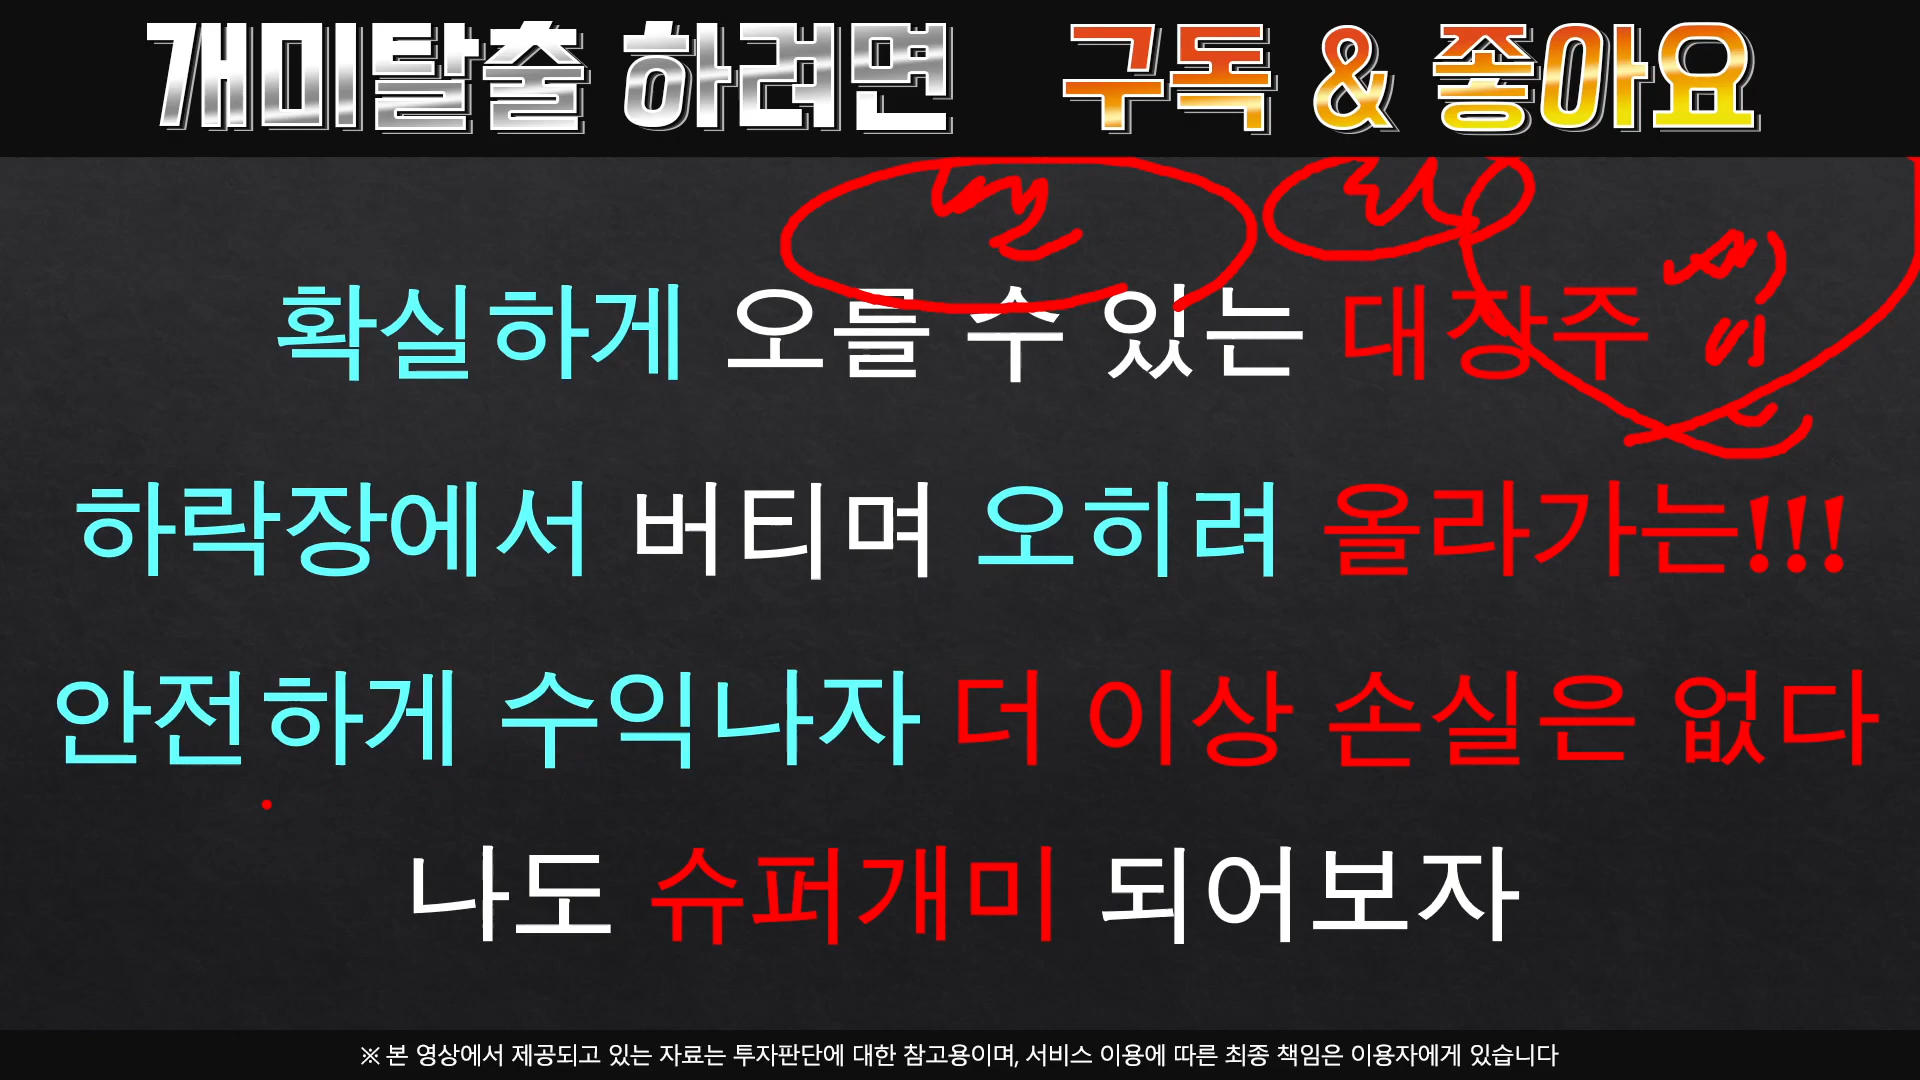 개미탈출 하려면 구독 & 좋아요
확실하게 오를 수 있는 대장주
하락장에서 버티며 오히려 올라가는!!!
안전하게 수익나자 더 이상 손실은 없다
나도 슈퍼개미 되어보자
※ 본 영상에서 제공되고 있는 자료는 투자판단에 대한 참고용이며, 서비스 이용에 따른 최종 책임은 이용자에게 있습니다